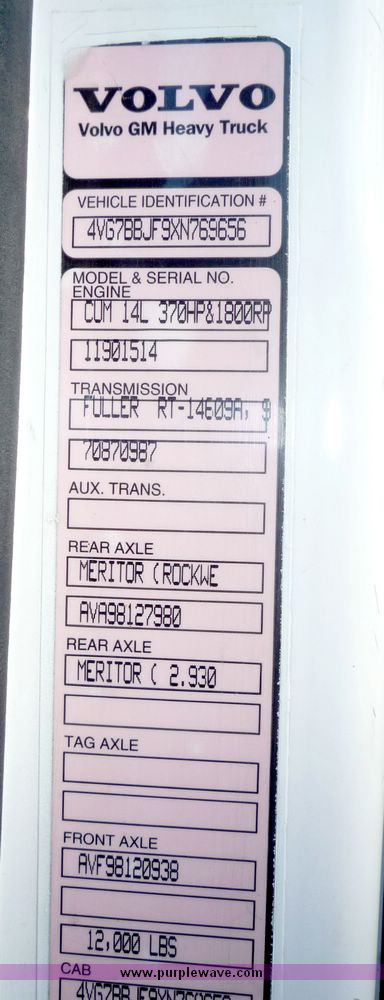 VOLVO
Volvo GM Heavy Truck
VEHICLE IDENTIFICATION #
4VG7BBJF9XN769656
MODEL & SERIAL NO.
ENGINE
CUM 14L 370HP&1800RP
11901514
TRANSMISSION
FULLER RT-14609A, $
70870987
AUX. TRANS.
REAR AXLE
MERITOR (ROCKWE
AVA98127980
REAR AXLE
MERITOR ( 2.930
TAG AXLE
FRONT AXLE
AVF98120938
12,000 LBS
CAB
www.purplewave.com